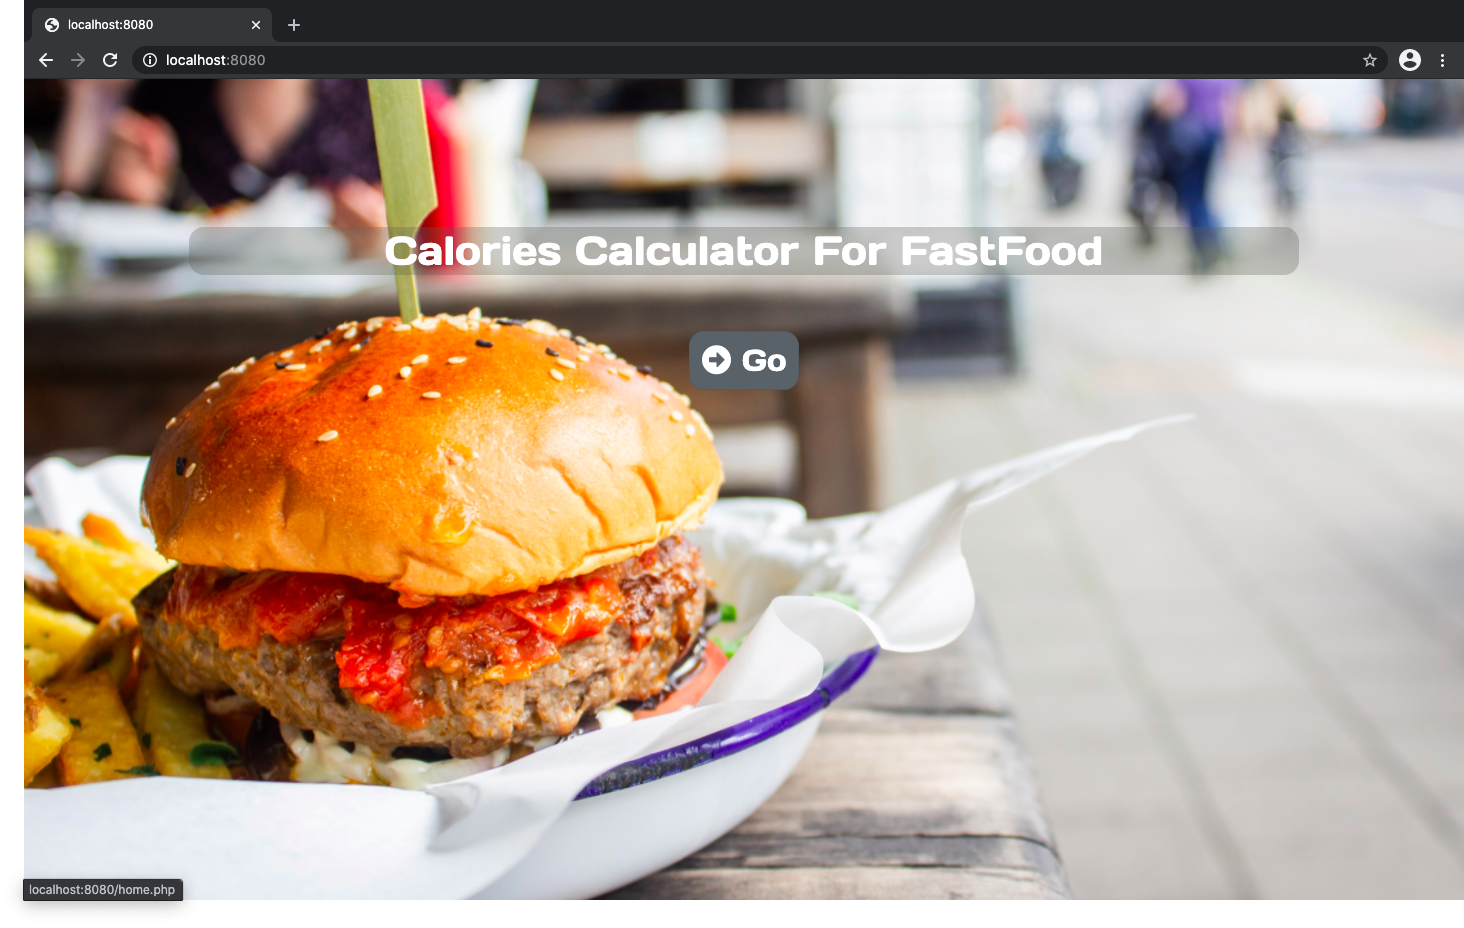 localhost:8080
localhost:8080
Calories Calculator For FastFood
Go
localhost:8080/home.php